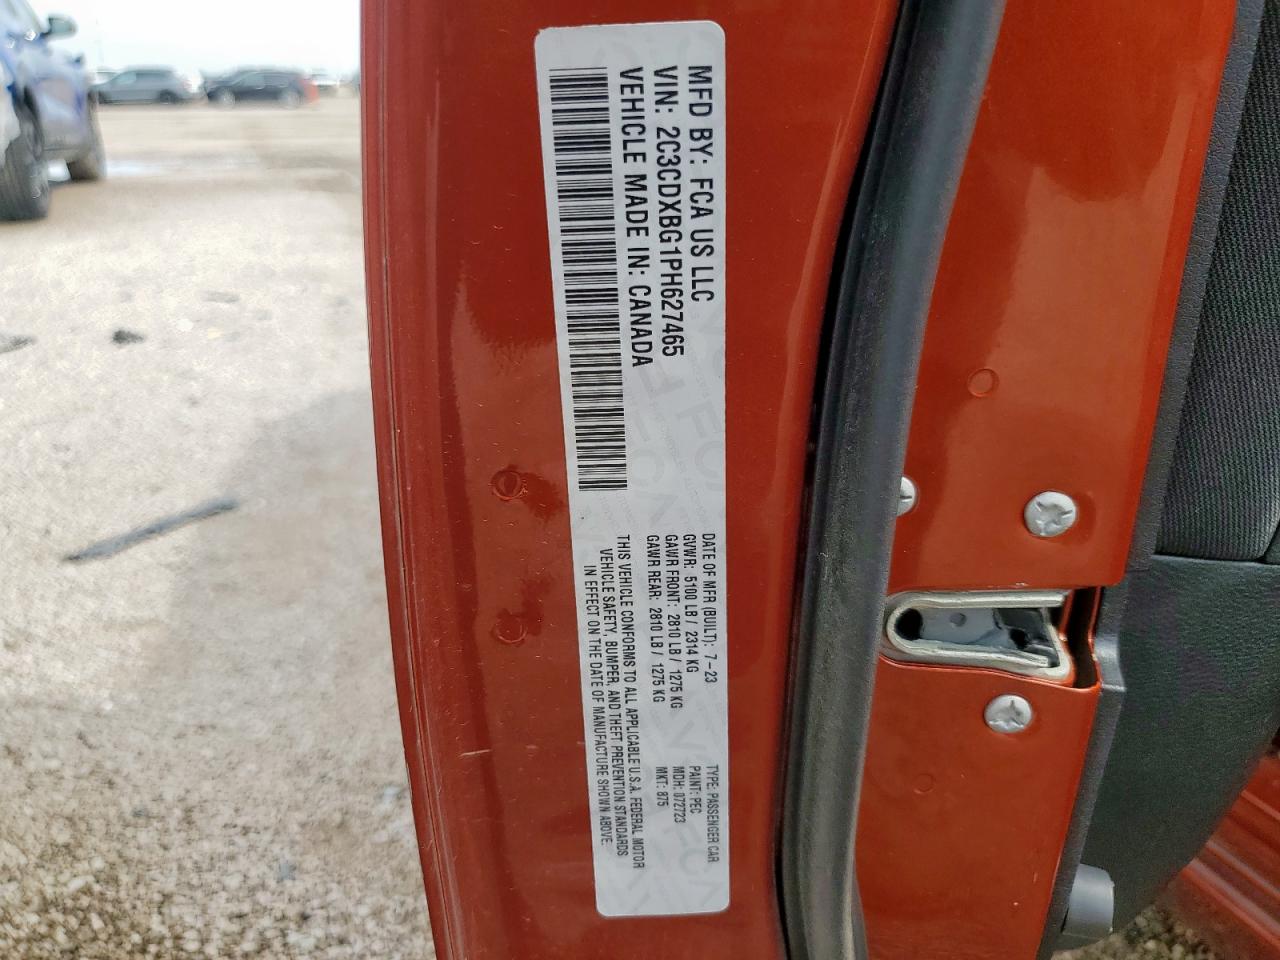 MFD BY: FCA US LLC
VIN: 2C3CDXBG1PH627465
VEHICLE MADE IN: CANADA
DATE OF MFR (BUILT): 7-23
GVWR: 5100 LB / 2314 KG
GAWR FRONT: 2810 LB / 1275 KG
GAWR REAR: 2810 LB / 1275 KG
THIS VEHICLE CONFORMS TO ALL APPLICABLE U.S.A. FEDERAL MOTOR
VEHICLE SAFETY, BUMPER, AND THEFT PREVENTION STANDARDS
IN EFFECT ON THE DATE OF MANUFACTURE SHOWN ABOVE.
TYPE: PASSENGER CAR
PAINT: PEC
MDH: 072723
MKT: 875